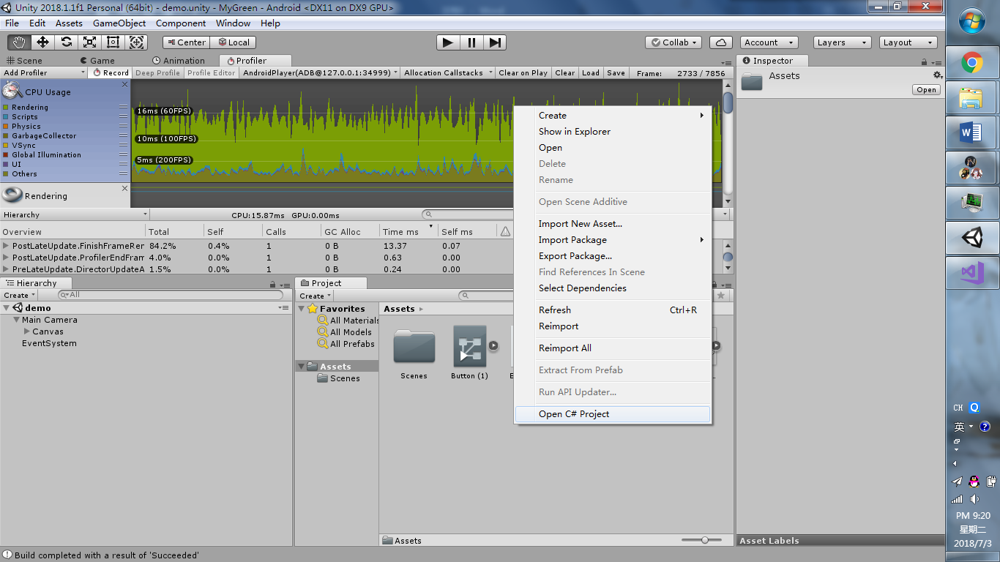 Unity 2018.1.1f1 Personal (64bit) - demo.unity - MyGreen - Android <DX11 on DX9 GPU>
File Edit Assets GameObject Component Window Help
Center Local Collab Account Layers Layout
Scene Game Animation Profiler
Add Profiler Record Deep Profile Profile Editor AndroidPlayer(ADB@127.0.0.1:34999) Allocation Callstacks Clear on Play Clear Load Save Frame: 2733 / 7856
CPU Usage
Rendering
Scripts
Physics
GarbageCollector
VSync
Global Illumination
UI
Others
16ms (60FPS)
10ms (100FPS)
5ms (200FPS)
Rendering
Hierarchy CPU:15.87ms GPU:0.00ms
Overview Total Self Calls GC Alloc Time ms Self ms
PostLateUpdate.FinishFrameRer 84.2% 0.4% 1 0 B 13.37 0.07
PostLateUpdate.ProfilerEndFram 4.0% 0.0% 1 0 B 0.63 0.00
PreLateUpdate.DirectorUpdateA 1.5% 0.0% 1 0 B 0.24 0.00
Hierarchy
Create All
demo
Main Camera
Canvas
EventSystem
Project
Create
Favorites
All Materials
All Models
All Prefabs
Assets
Scenes
Assets
Scenes
Button (1)
Assets
Create
Show in Explorer
Open
Delete
Rename
Open Scene Additive
Import New Asset...
Import Package
Export Package...
Find References In Scene
Select Dependencies
Refresh Ctrl+R
Reimport
Reimport All
Extract From Prefab
Run API Updater...
Open C# Project
Inspector
Assets
Open
Asset Labels
Build completed with a result of 'Succeeded'
CH
英
PM 9:20
星期二
2018/7/3